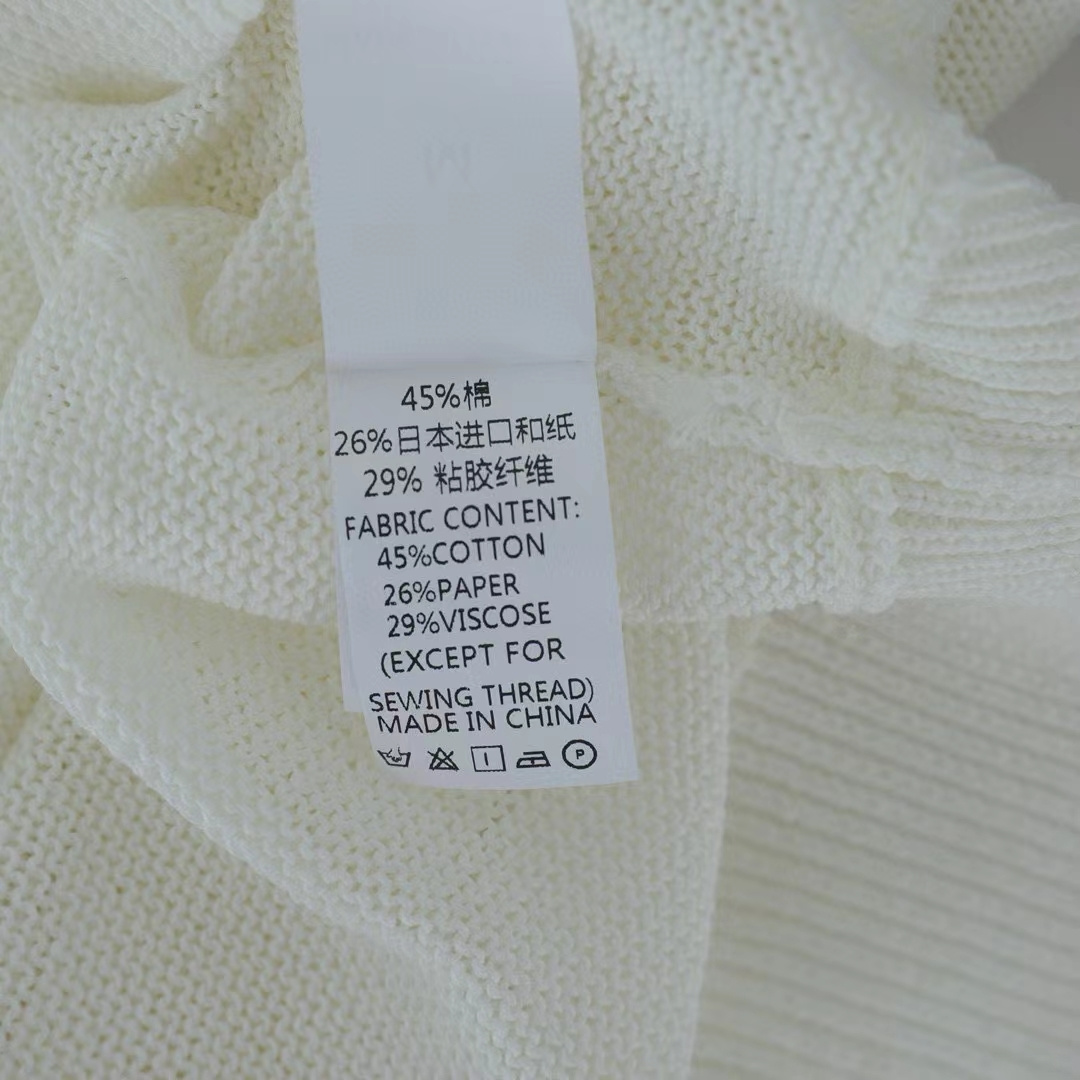 45%棉
26%日本进口和纸
29% 粘胶纤维
FABRIC CONTENT:
45%COTTON
26%PAPER
29%VISCOSE
(EXCEPT FOR
SEWING THREAD)
MADE IN CHINA
P